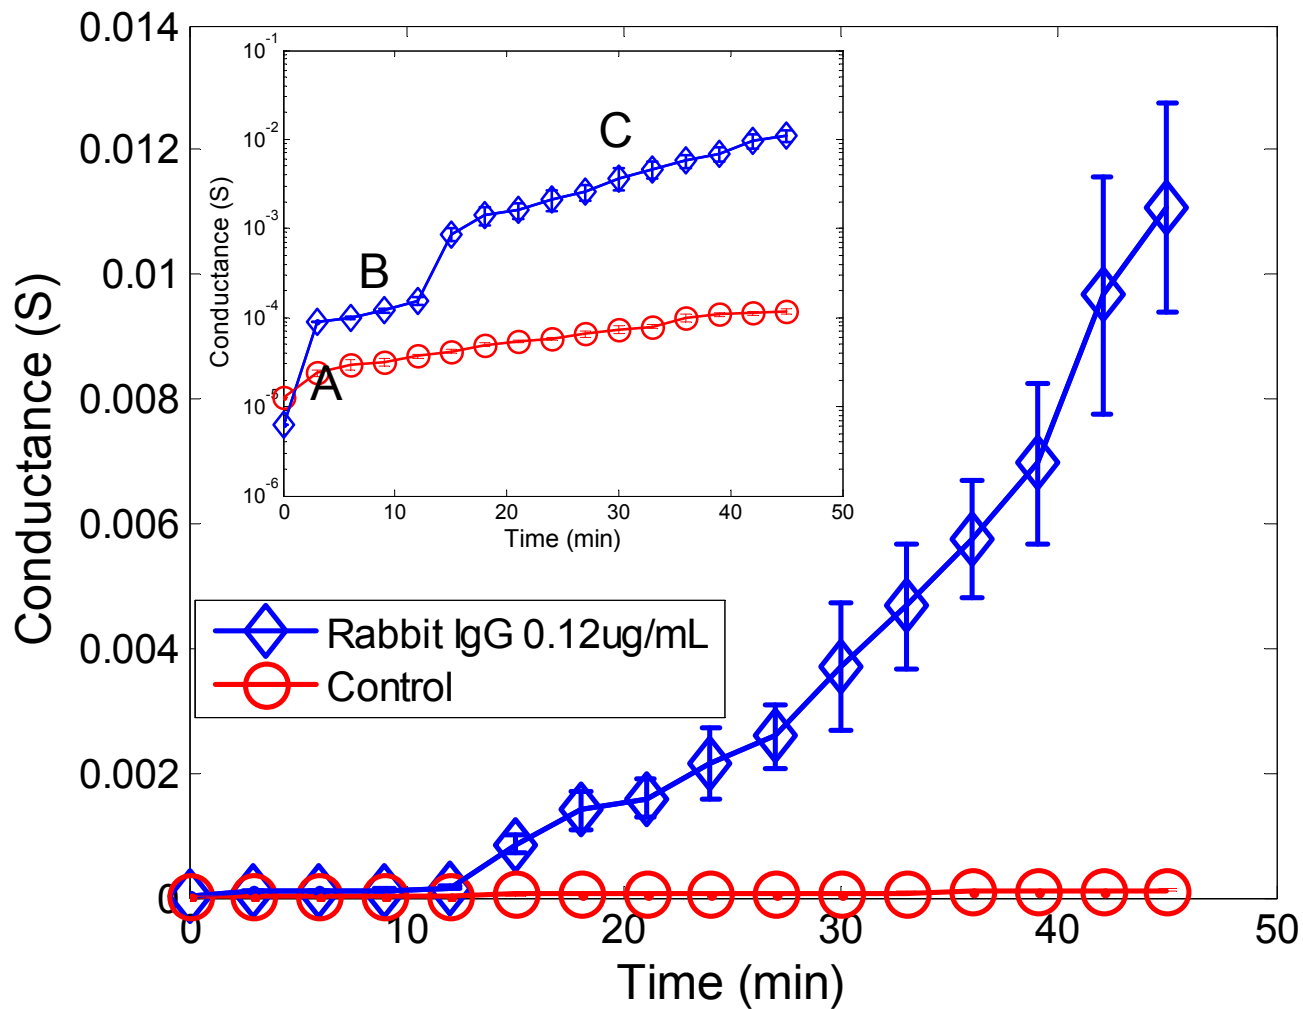 0.014
0.012
0.01
0.008
0.006
0.004
0.002
0
Conductance (S)
0 10 20 30 40 50
Time (min)
10^-1
10^-2
10^-3
10^-4
10^-5
10^-6
Conductance (S)
0 10 20 30 40 50
Time (min)
A
B
C
Rabbit IgG 0.12ug/mL
Control